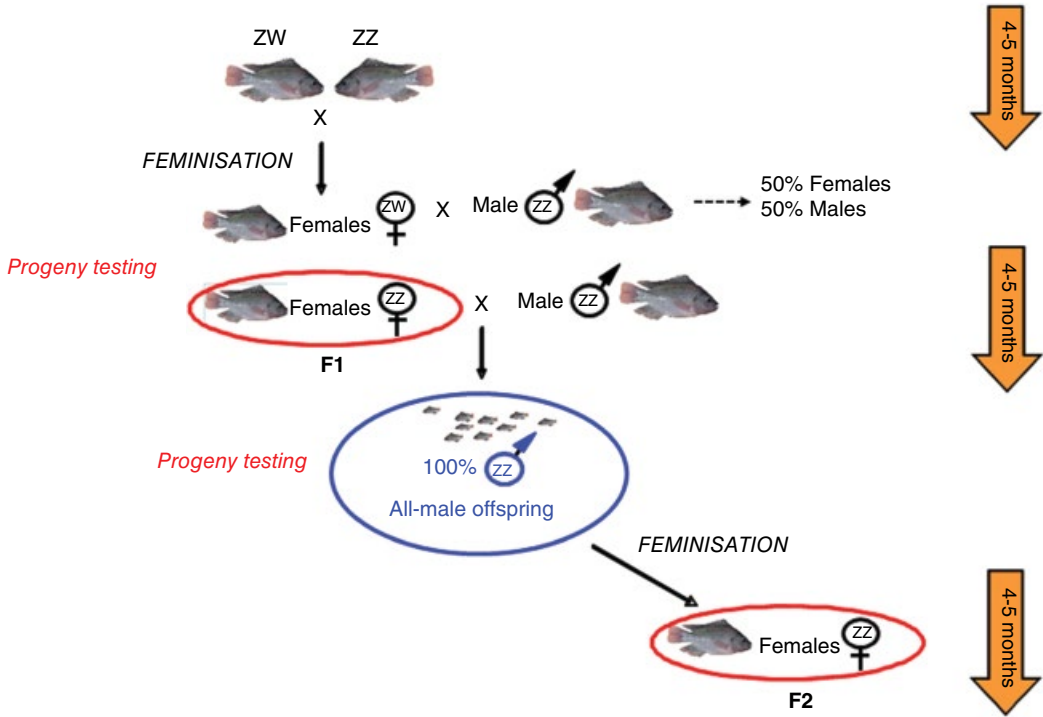 ZW ZZ
4-5 months
X
FEMINISATION
Females ZW X Male ZZ
50% Females
50% Males
Progeny testing
4-5 months
Females ZZ X Male ZZ
F1
Progeny testing
100% ZZ
All-male offspring
FEMINISATION
4-5 months
Females ZZ
F2